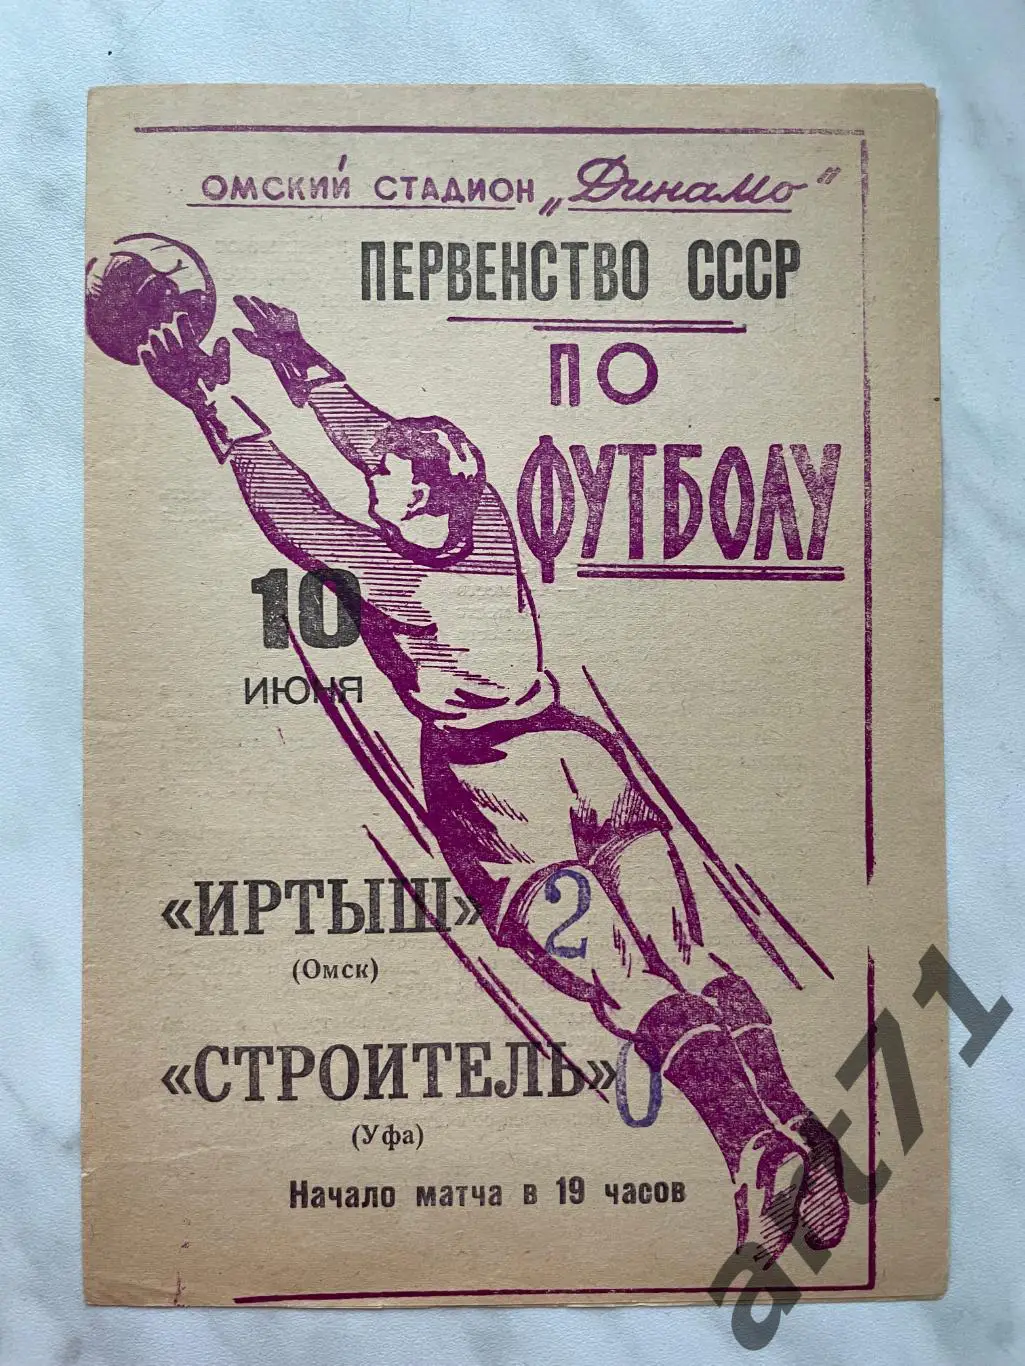 ОМСКИЙ СТАДИОН „Динамо"
ПЕРВЕНСТВО СССР
ПО
ФУТБОЛУ
10
ИЮНЯ
«ИРТЫШ» 2
(Омск)
«СТРОИТЕЛЬ» 0
(Уфа)
Начало матча в 19 часов
art71